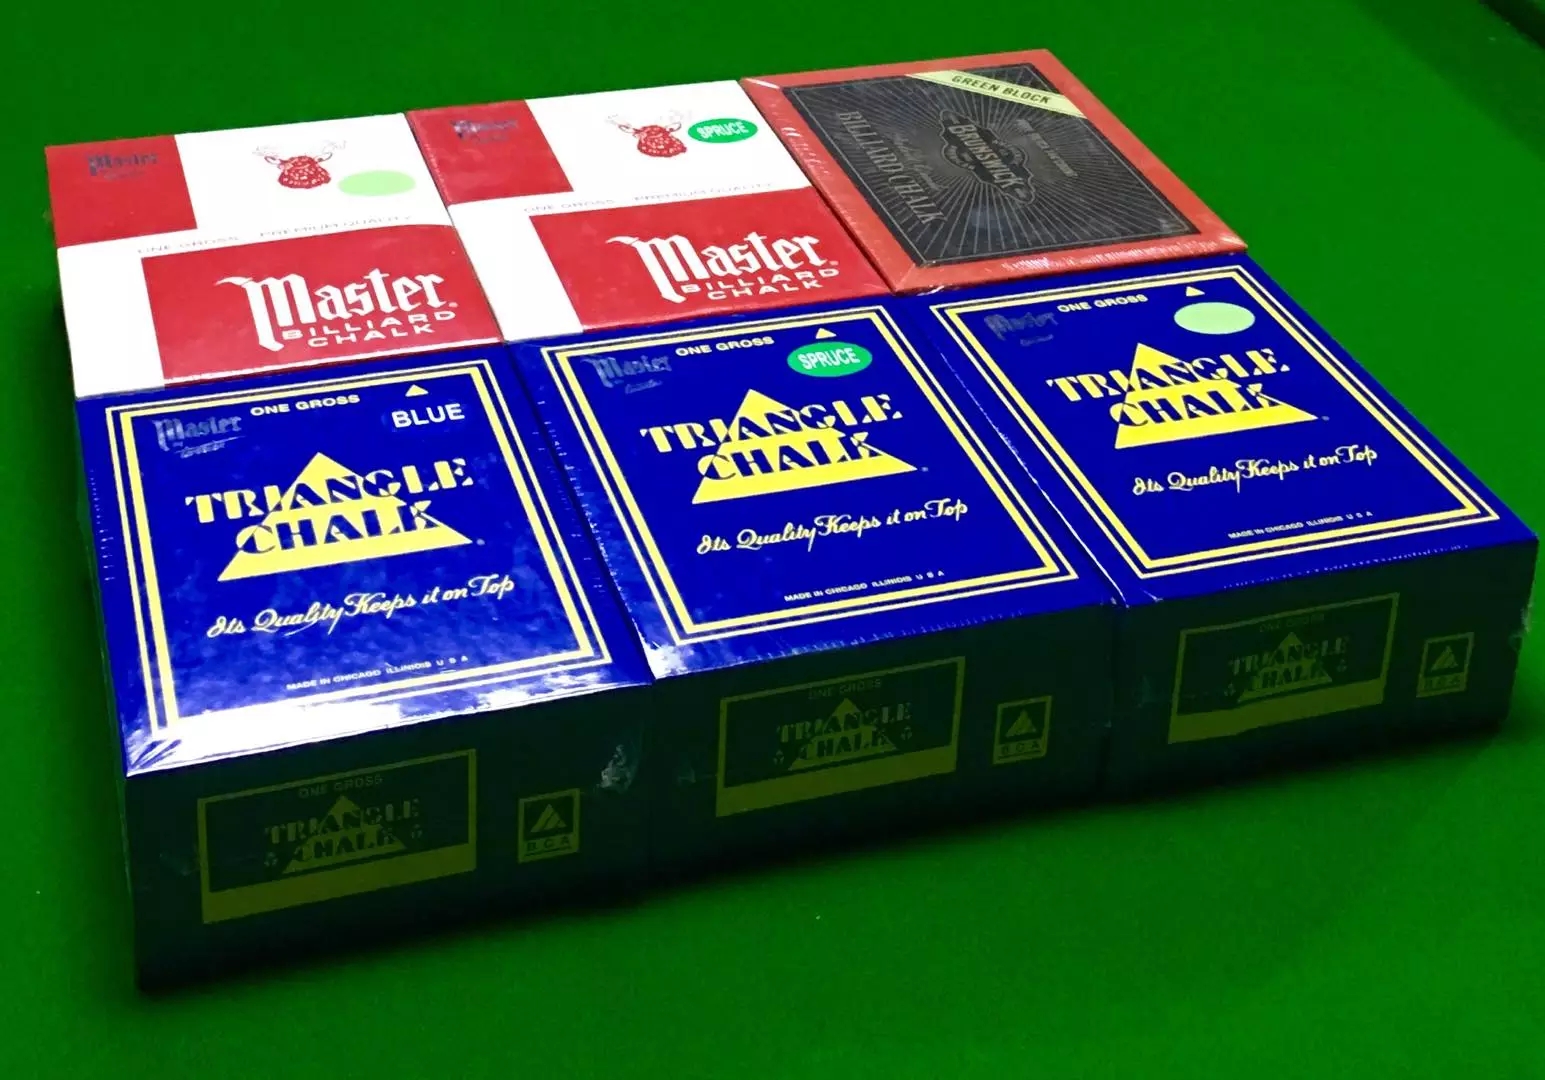 Master
ONE GROSS PREMIUM QUALITY
Master
BILLIARD
CHALK
Master
SPRUCE
ONE GROSS PREMIUM QUALITY
Master
BILLIARD
CHALK
GREEN BLOCK
BRUNSWICK
BILLIARD CHALK
Master
ONE GROSS
BLUE
TRIANGLE
CHALK
Its Quality Keeps it on Top
MADE IN CHICAGO ILLINOIS U S A
Master
ONE GROSS
SPRUCE
TRIANGLE
CHALK
Its Quality Keeps it on Top
MADE IN CHICAGO ILLINOIS U S A
Master
ONE GROSS
TRIANGLE
CHALK
Its Quality Keeps it on Top
MADE IN CHICAGO ILLINOIS U S A
ONE GROSS
TRIANGLE
CHALK
B.C.A
ONE GROSS
TRIANGLE
CHALK
B.C.A
ONE GROSS
TRIANGLE
CHALK
B.C.A